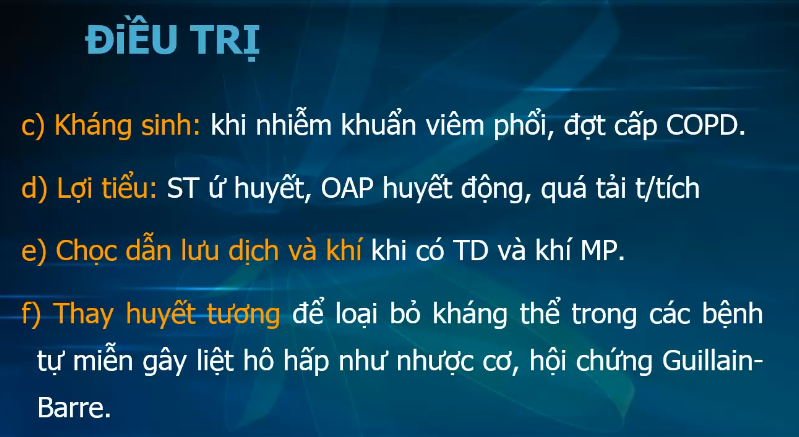 ĐiỀU TRỊ
c) Kháng sinh: khi nhiễm khuẩn viêm phổi, đợt cấp COPD.
d) Lợi tiểu: ST ứ huyết, OAP huyết động, quá tải t/tích
e) Chọc dẫn lưu dịch và khí khi có TD và khí MP.
f) Thay huyết tương để loại bỏ kháng thể trong các bệnh
tự miễn gây liệt hô hấp như nhược cơ, hội chứng Guillain-
Barre.